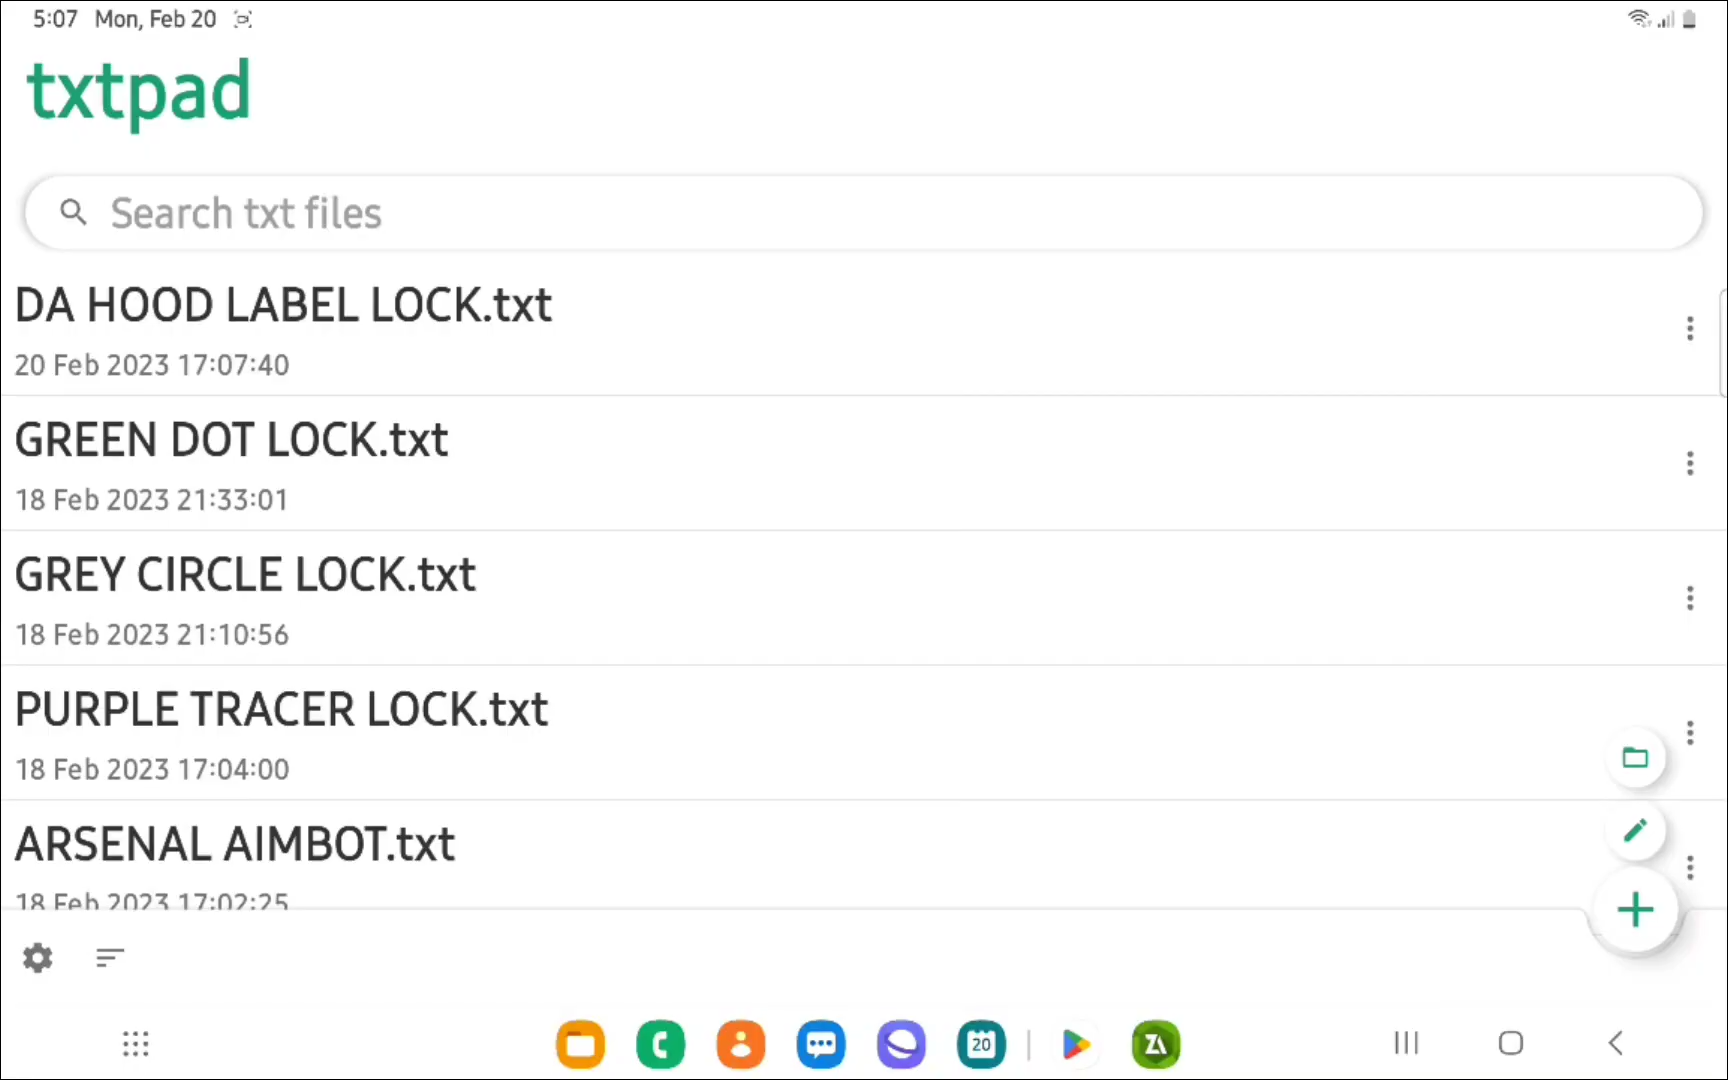 5:07 Mon, Feb 20
txtpad
Search txt files
DA HOOD LABEL LOCK.txt
20 Feb 2023 17:07:40
GREEN DOT LOCK.txt
18 Feb 2023 21:33:01
GREY CIRCLE LOCK.txt
18 Feb 2023 21:10:56
PURPLE TRACER LOCK.txt
18 Feb 2023 17:04:00
ARSENAL AIMBOT.txt
18 Feb 2023 17:02:25
20
ZA